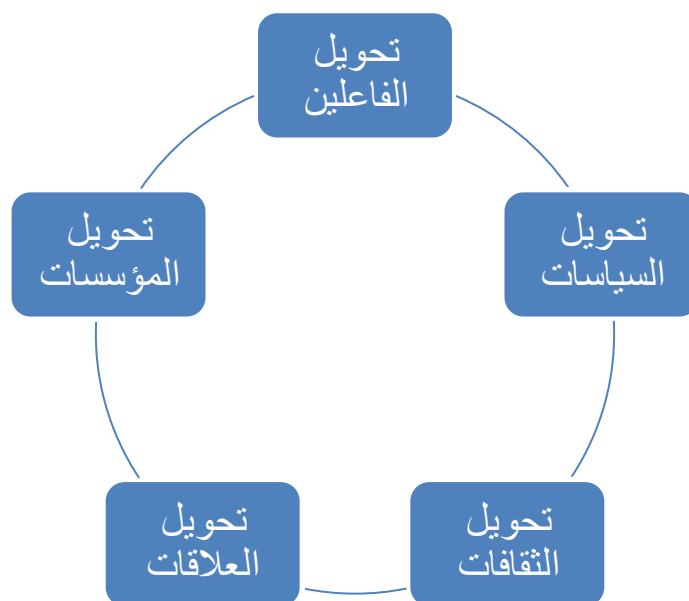 تحويل
الفاعلين
تحويل
السياسات
تحويل
الثقافات
تحويل
العلاقات
تحويل
المؤسسات